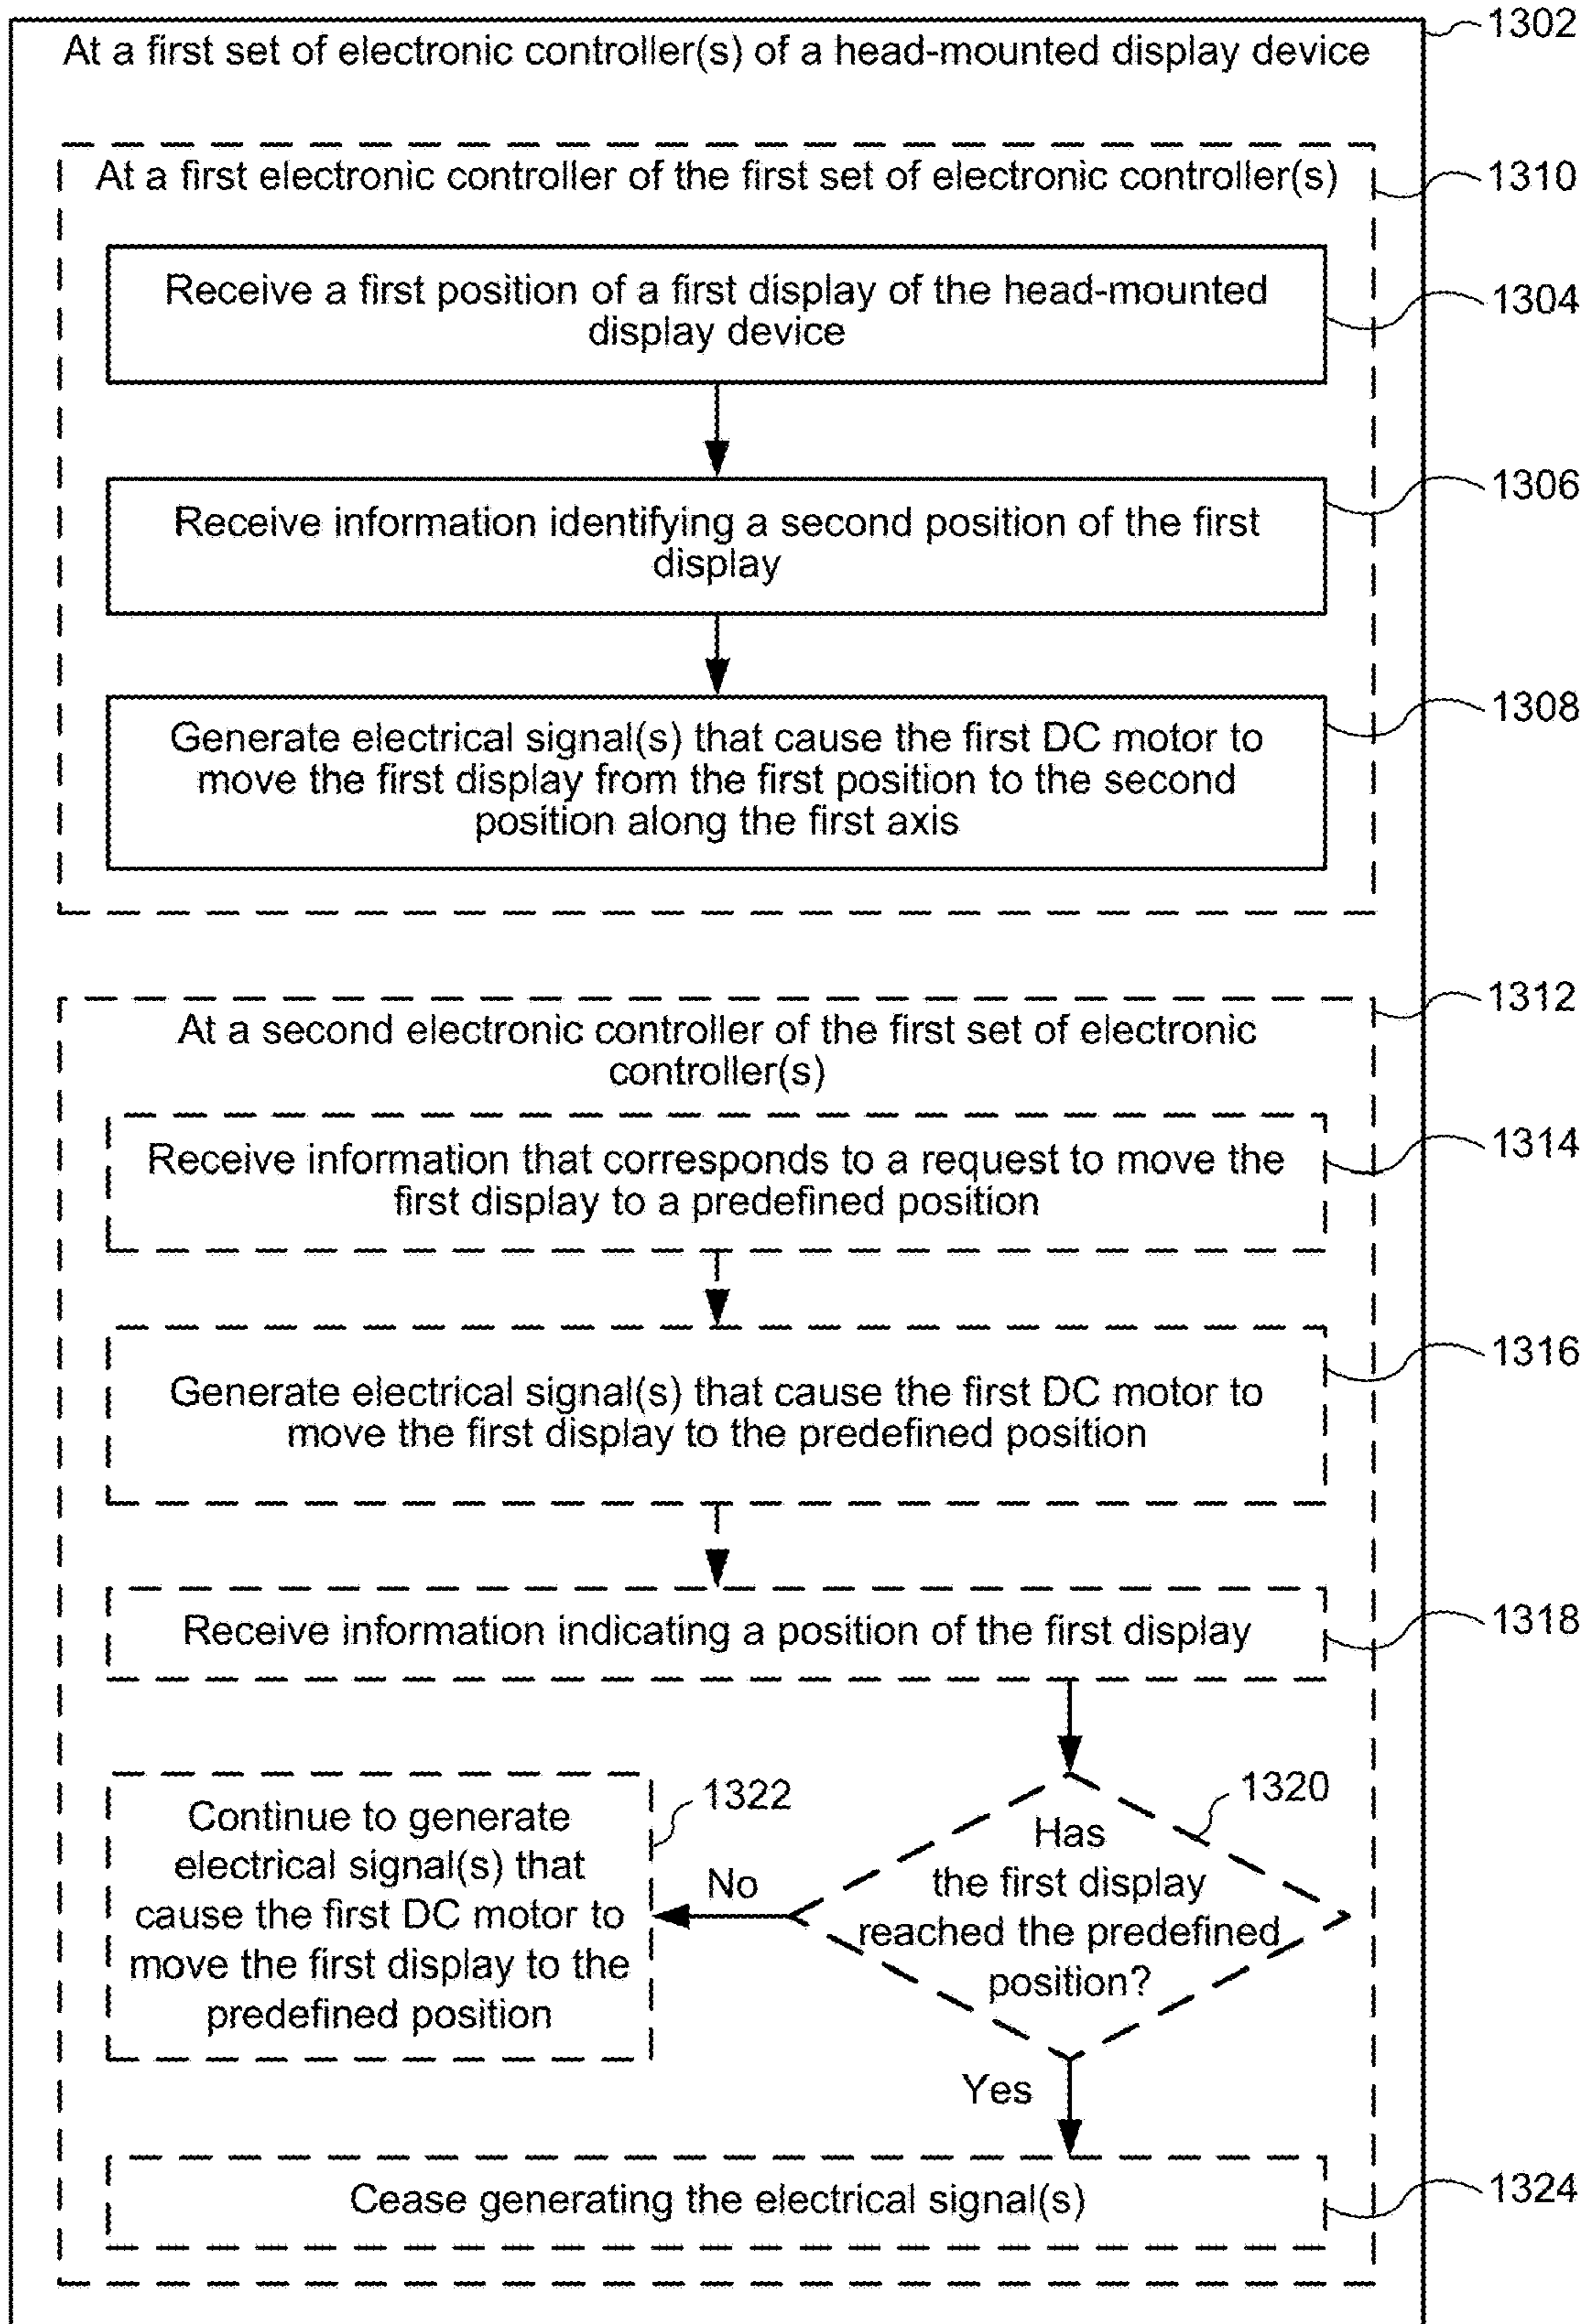 1302
At a first set of electronic controller(s) of a head-mounted display device
At a first electronic controller of the first set of electronic controller(s)
1310
Receive a first position of a first display of the head-mounted
display device
1304
Receive information identifying a second position of the first
display
1306
Generate electrical signal(s) that cause the first DC motor to
move the first display from the first position to the second
position along the first axis
1308
At a second electronic controller of the first set of electronic
controller(s)
1312
Receive information that corresponds to a request to move the
first display to a predefined position
1314
Generate electrical signal(s) that cause the first DC motor to
move the first display to the predefined position
1316
Receive information indicating a position of the first display
1318
Has
the first display
reached the predefined
position?
1320
No
Continue to generate
electrical signal(s) that
cause the first DC motor to
move the first display to the
predefined position
1322
Yes
Cease generating the electrical signal(s)
1324